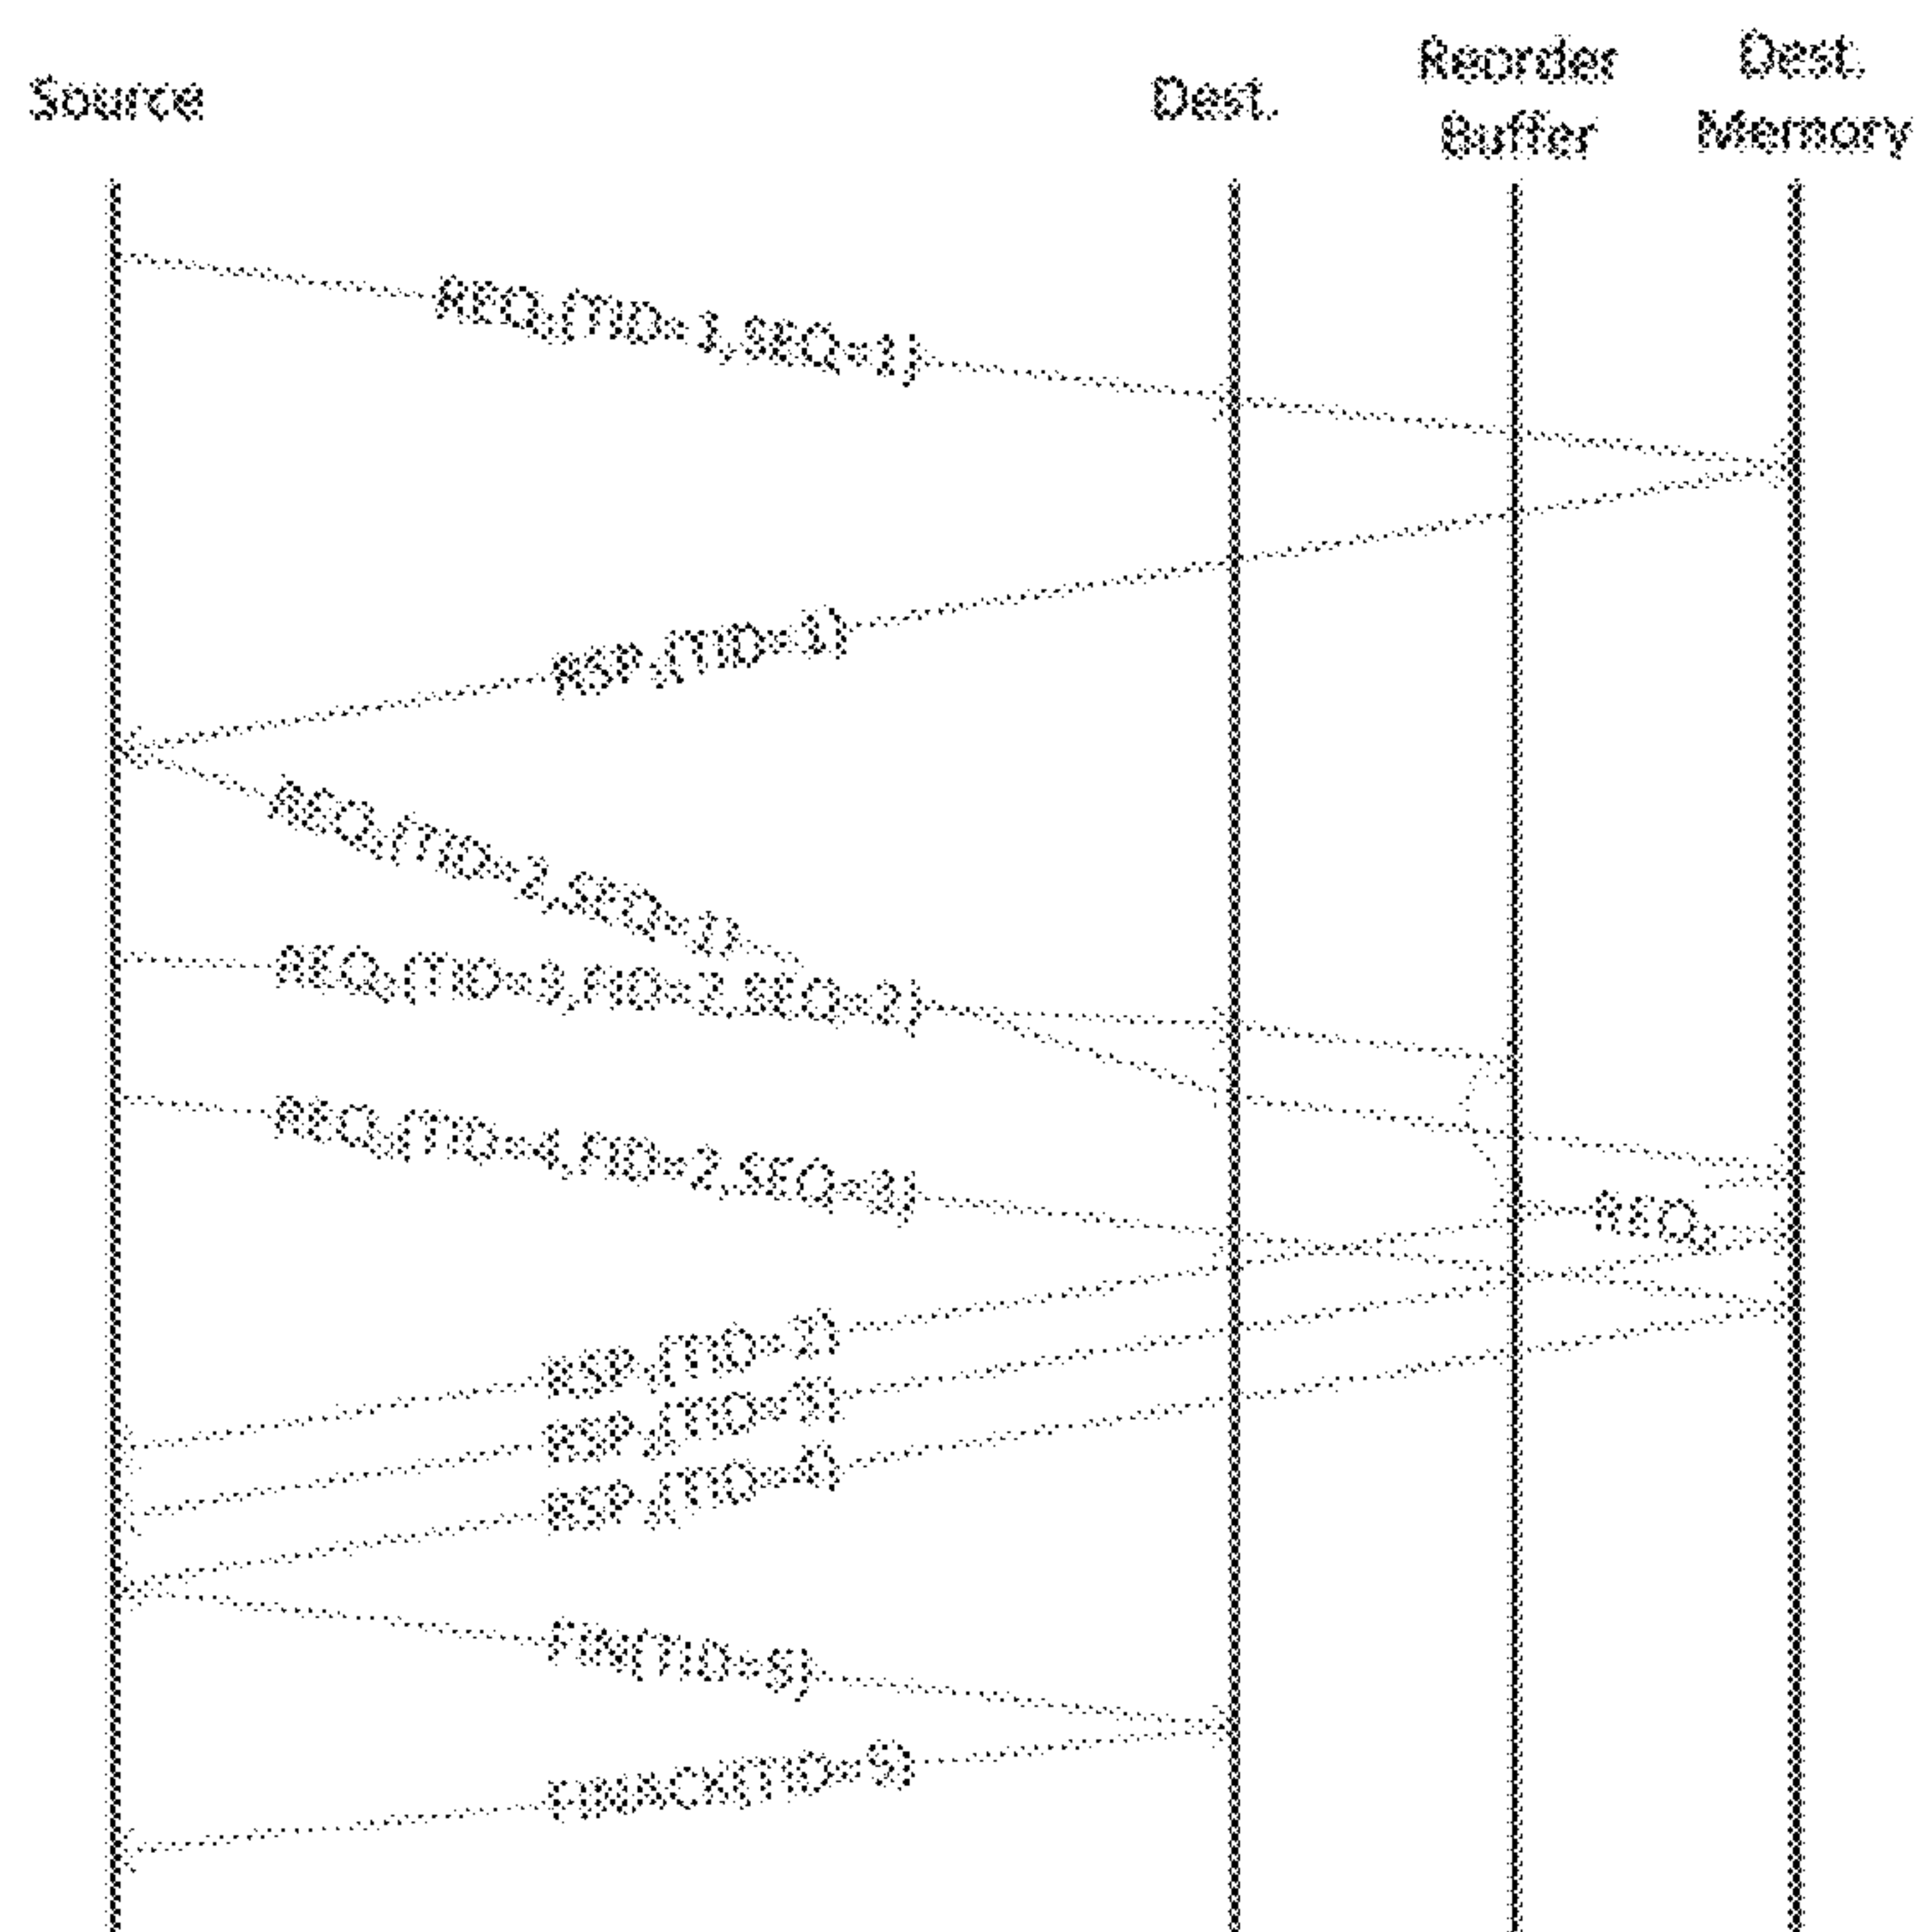 Source
Dest.
Reorder
Buffer
Dest.
Memory
REQ,(TID=1,SEQ=1)
RSP,(TID=1)
REQ,(TID=2,SEQ=1)
REQ,(TID=3,FID=2,SEQ=2)
REQ,(TID=4,FID=2,SEQ=3)
REQ,
RSP,(TID=2)
RSP,(TID=3)
RSP,(TID=4)
FIN(TID=5)